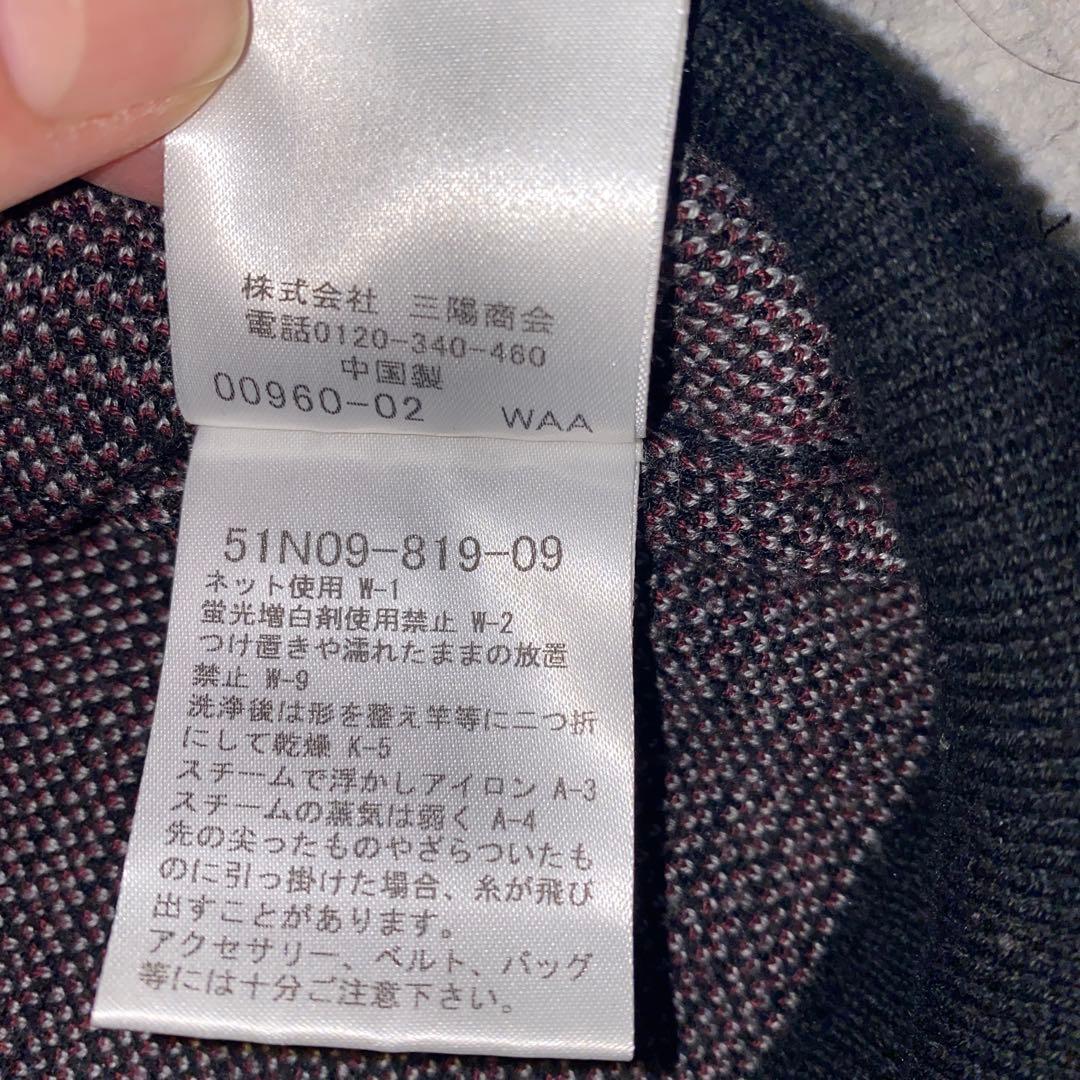 株式会社 三陽商会
電話0120-340-460
中国製
00960-02 WAA
51N09-819-09
ネット使用 W-1
蛍光増白剤使用禁止 W-2
つけ置きや濡れたままの放置
禁止 W-9
洗浄後は形を整え竿等に二つ折
にして乾燥 K-5
スチームで浮かしアイロン A-3
スチームの蒸気は弱く A-4
先の尖ったものやざらついたも
のに引っ掛けた場合、糸が飛び
出すことがあります。
アクセサリー、ベルト、バッグ
等には十分ご注意下さい。